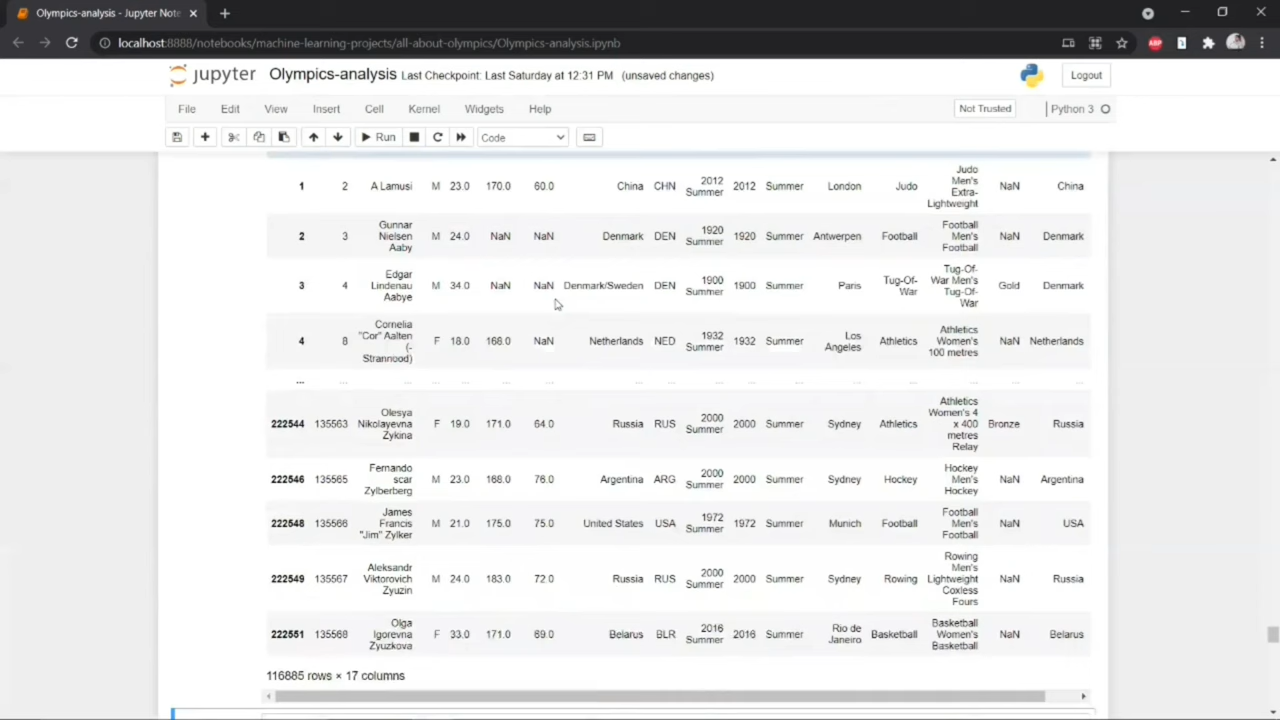 Olympics-analysis - Jupyter Note
localhost:8888/notebooks/machine-learning-projects/all-about-olympics/Olympics-analysis.ipynb
ABP
jupyter Olympics-analysis Last Checkpoint: Last Saturday at 12:31 PM (unsaved changes) Logout
File Edit View Insert Cell Kernel Widgets Help Not Trusted Python 3
Run Code
1 2 A Lamusi M 23.0 170.0 60.0 China CHN 2012 Summer 2012 Summer London Judo Judo Men's Extra-Lightweight NaN China
2 3 Gunnar Nielsen Aaby M 24.0 NaN NaN Denmark DEN 1920 Summer 1920 Summer Antwerpen Football Football Men's Football NaN Denmark
3 4 Edgar Lindenau Aabye M 34.0 NaN NaN Denmark/Sweden DEN 1900 Summer 1900 Summer Paris Tug-Of-War Tug-Of-War Men's Tug-Of-War Gold Denmark
4 8 Cornelia "Cor" Aalten (-Strannood) F 18.0 168.0 NaN Netherlands NED 1932 Summer 1932 Summer Los Angeles Athletics Athletics Women's 100 metres NaN Netherlands
... ... ... ... ... ... ... ... ... ... ... ... ... ... ... ... ...
222544 135563 Olesya Nikolayevna Zykina F 19.0 171.0 64.0 Russia RUS 2000 Summer 2000 Summer Sydney Athletics Athletics Women's 4 x 400 metres Relay Bronze Russia
222546 135565 Fernando scar Zylberberg M 23.0 168.0 76.0 Argentina ARG 2000 Summer 2000 Summer Sydney Hockey Hockey Men's Hockey NaN Argentina
222548 135566 James Francis "Jim" Zylker M 21.0 175.0 75.0 United States USA 1972 Summer 1972 Summer Munich Football Football Men's Football NaN USA
222549 135567 Aleksandr Viktorovich Zyuzin M 24.0 183.0 72.0 Russia RUS 2000 Summer 2000 Summer Sydney Rowing Rowing Men's Lightweight Coxless Fours NaN Russia
222551 135568 Olga Igorevna Zyuzkova F 33.0 171.0 69.0 Belarus BLR 2016 Summer 2016 Summer Rio de Janeiro Basketball Basketball Women's Basketball NaN Belarus
116885 rows × 17 columns